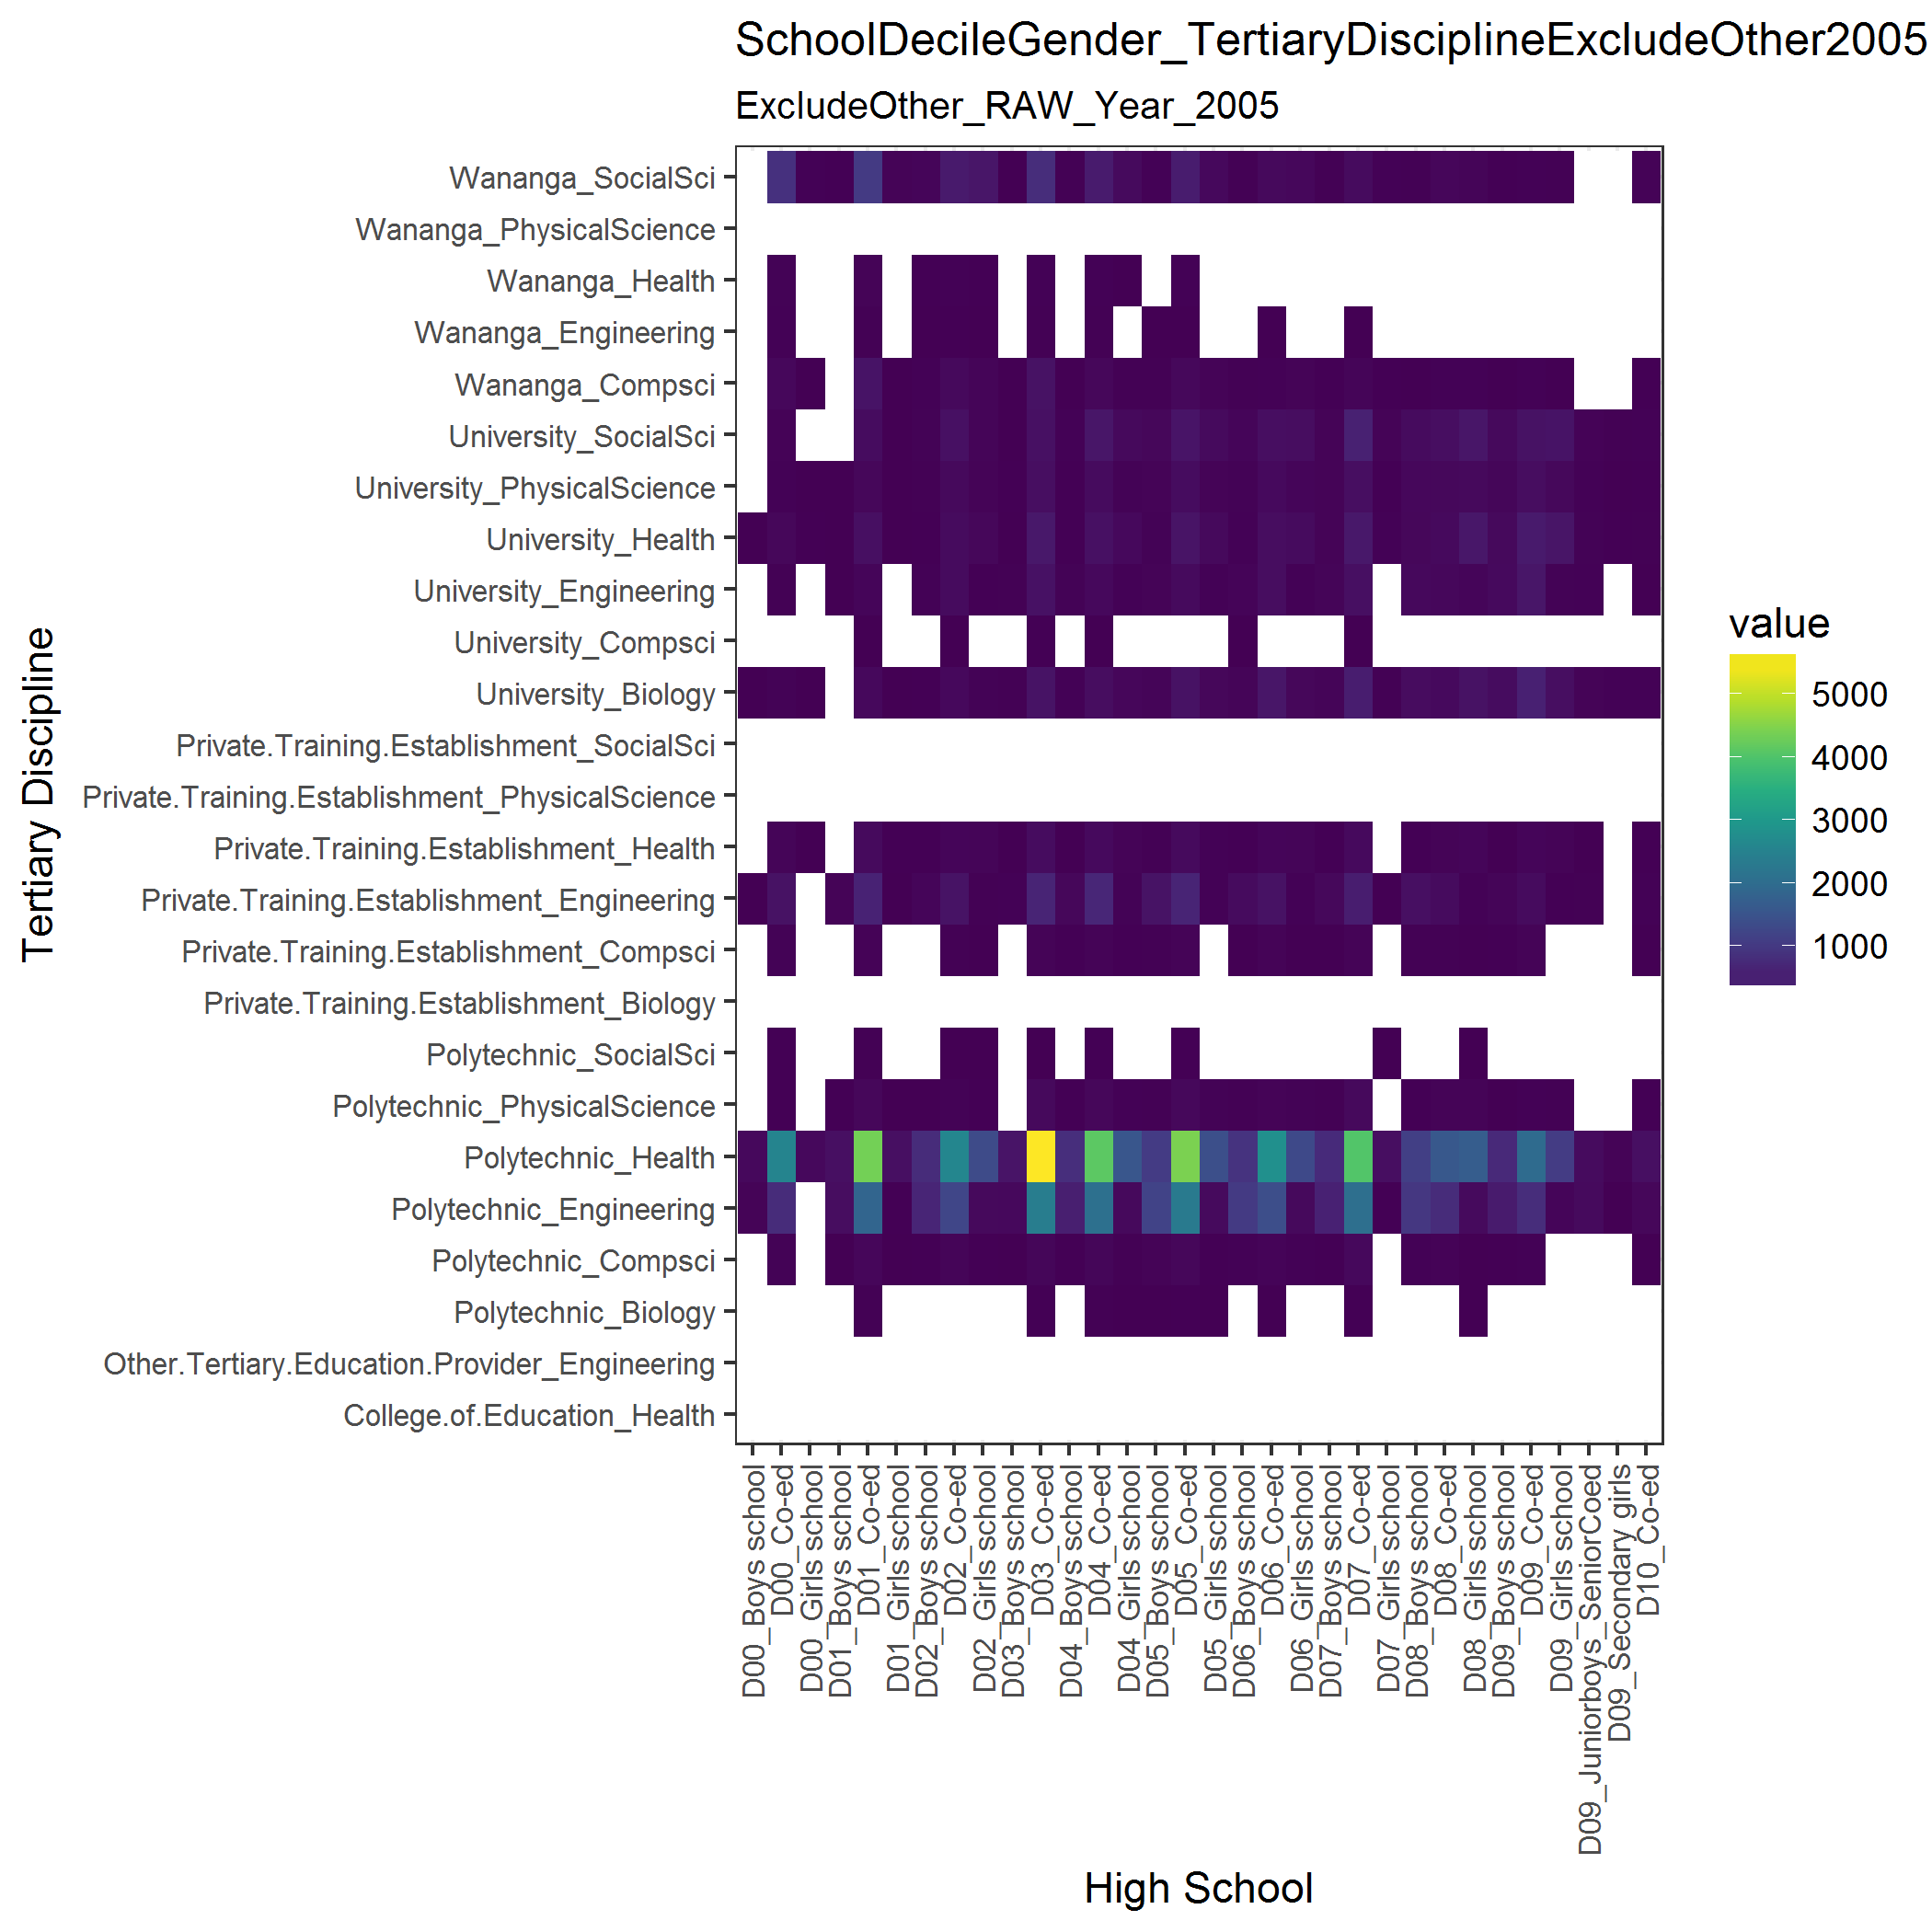 SchoolDecileGender_TertiaryDisciplineExcludeOther2005
ExcludeOther_RAW_Year_2005
Tertiary Discipline
Wananga_SocialSci
Wananga_PhysicalScience
Wananga_Health
Wananga_Engineering
Wananga_Compsci
University_SocialSci
University_PhysicalScience
University_Health
University_Engineering
University_Compsci
University_Biology
Private.Training.Establishment_SocialSci
Private.Training.Establishment_PhysicalScience
Private.Training.Establishment_Health
Private.Training.Establishment_Engineering
Private.Training.Establishment_Compsci
Private.Training.Establishment_Biology
Polytechnic_SocialSci
Polytechnic_PhysicalScience
Polytechnic_Health
Polytechnic_Engineering
Polytechnic_Compsci
Polytechnic_Biology
Other.Tertiary.Education.Provider_Engineering
College.of.Education_Health
D00_Boys school
D00_Co-ed
D00_Girls school
D01_Boys school
D01_Co-ed
D01_Girls school
D02_Boys school
D02_Co-ed
D02_Girls school
D03_Boys school
D03_Co-ed
D04_Boys school
D04_Co-ed
D04_Girls school
D05_Boys school
D05_Co-ed
D05_Girls school
D06_Boys school
D06_Co-ed
D06_Girls school
D07_Boys school
D07_Co-ed
D07_Girls school
D08_Boys school
D08_Co-ed
D08_Girls school
D09_Boys school
D09_Co-ed
D09_Girls school
D09_Juniorboys_SeniorCoed
D09_Secondary girls
D10_Co-ed
High School
value
5000
4000
3000
2000
1000